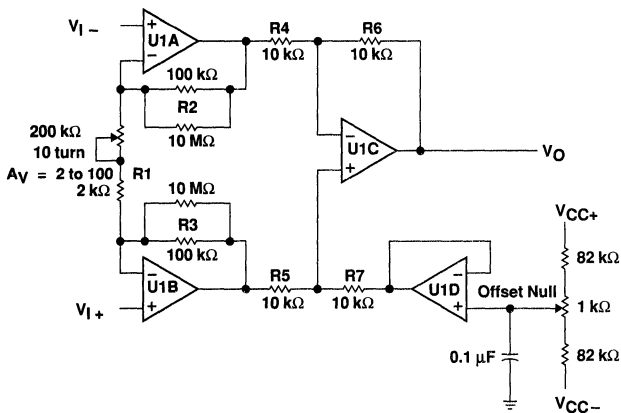 VI−
+
U1A
−
R4
10 kΩ
R6
10 kΩ
100 kΩ
R2
10 MΩ
200 kΩ
10 turn
AV = 2 to 100
R1
2 kΩ
−
U1C
+
VO
10 MΩ
R3
100 kΩ
−
U1B
+
VI+
R5
10 kΩ
R7
10 kΩ
−
U1D
+
Offset Null
0.1 µF
VCC+
82 kΩ
1 kΩ
82 kΩ
VCC−